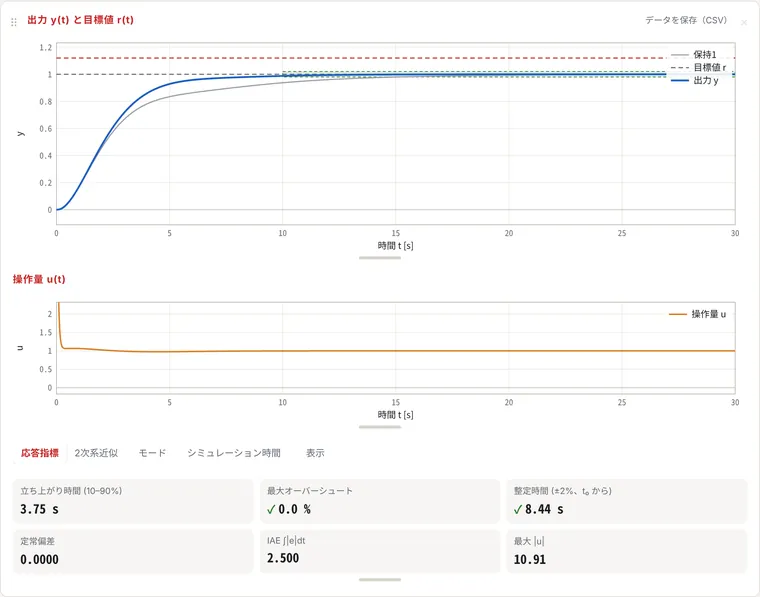 出力 y(t) と目標値 r(t)
データを保存（CSV）
×
1.2
1
0.8
0.6
0.4
0.2
0
y
保持1
目標値 r
出力 y
0 5 10 15 20 25 30
時間 t [s]
操作量 u(t)
2
1.5
1
0.5
0
u
操作量 u
0 5 10 15 20 25 30
時間 t [s]
応答指標 2次系近似 モード シミュレーション時間 表示
立ち上がり時間 (10–90%)
3.75 s
最大オーバーシュート
✓ 0.0 %
整定時間 (±2%、t₀ から)
✓ 8.44 s
定常偏差
0.0000
IAE ∫|e|dt
2.500
最大 |u|
10.91